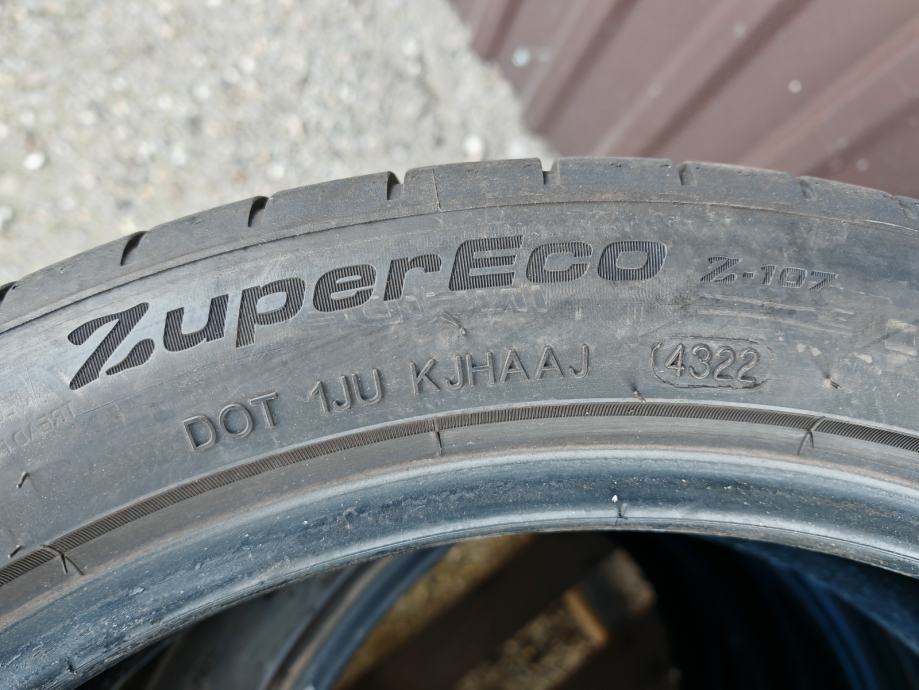 ZuperEco Z-107
DOT 1JU KJHAAJ 4322